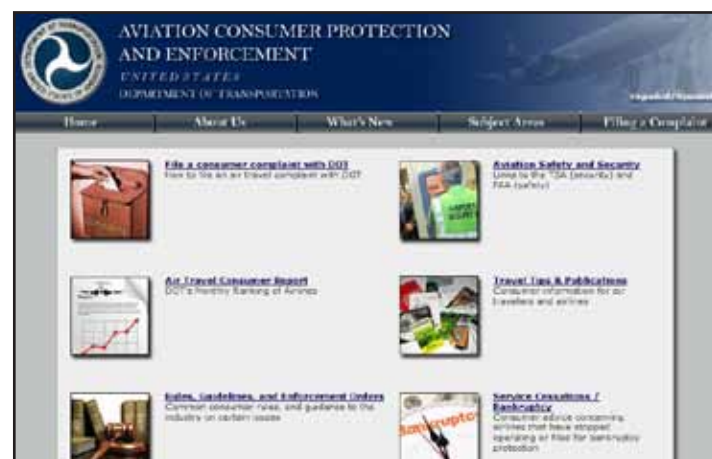 AVIATION CONSUMER PROTECTION
AND ENFORCEMENT
UNITED STATES
DEPARTMENT OF TRANSPORTATION
Home About Us What's New Subject Areas Filing a Complaint
File a consumer complaint with DOT
How to file an air travel complaint with DOT
Aviation Safety and Security
Links to the TSA (security) and
FAA (safety)
Air Travel Consumer Report
DOT's Monthly Ranking of Airlines
Travel Tips & Publications
Consumer information for air
travelers and airlines
Rules, Guidelines, and Enforcement Orders
Common consumer rules, and guidance to the
industry on certain issues
Service Cessations /
Bankruptcy
Consumer advice concerning
airlines that have stopped
operating or filed for bankruptcy
protection